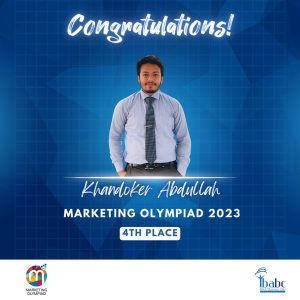 Congratulations!
Khandoker Abdullah
MARKETING OLYMPIAD 2023
4TH PLACE
MARKETING
OLYMPIAD
babc